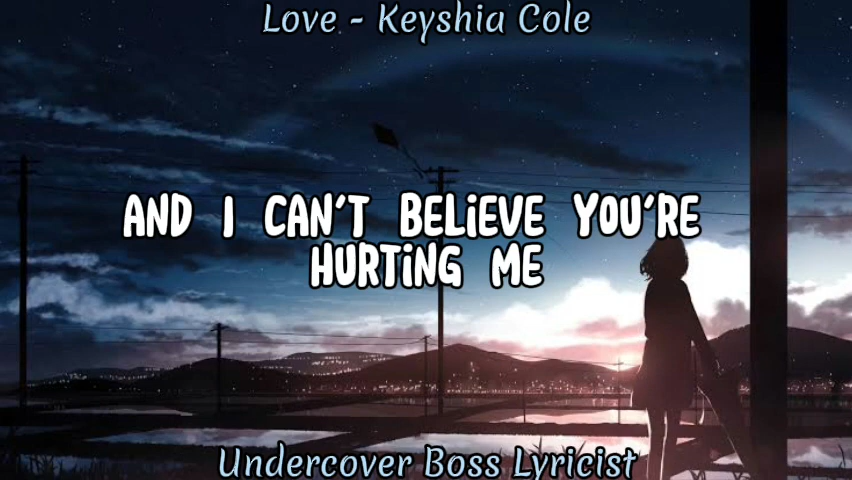 Love - Keyshia Cole
AND I CAN'T BELIEVE YOU'RE
HURTING ME
Undercover Boss Lyricist